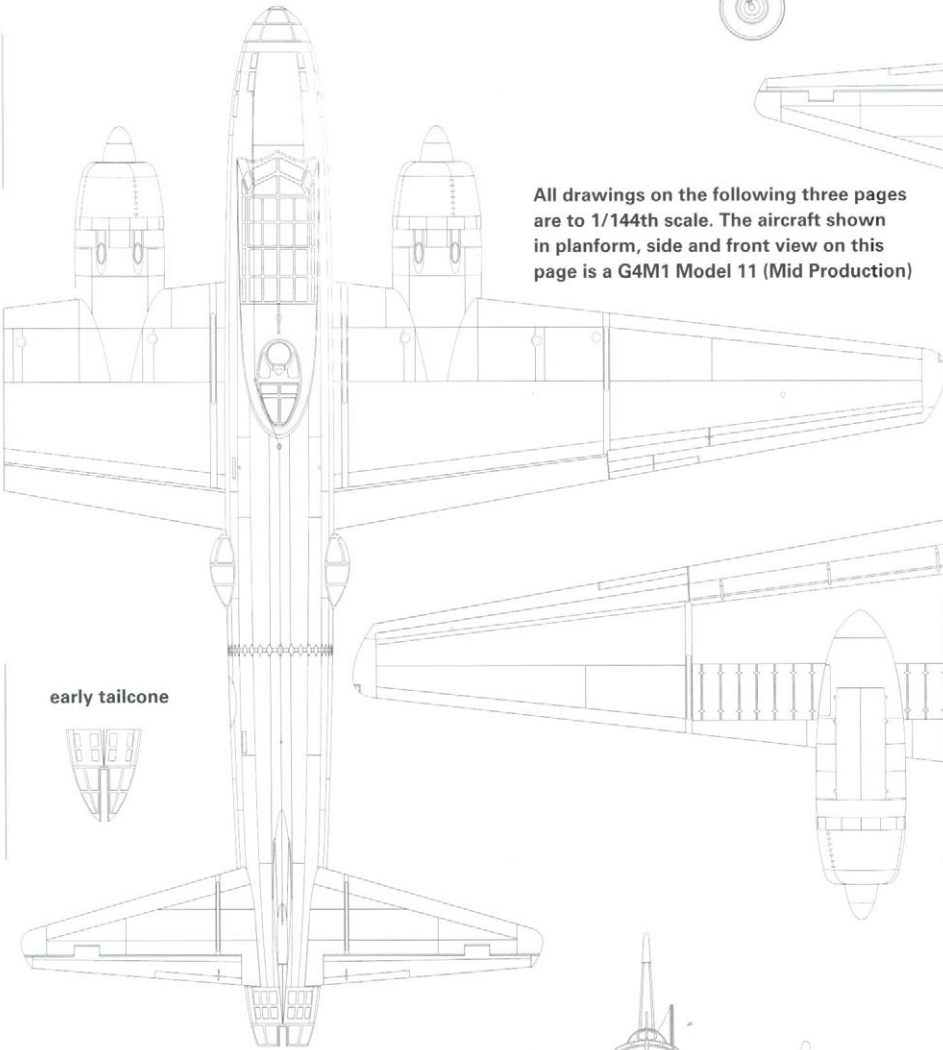 All drawings on the following three pages
are to 1/144th scale. The aircraft shown
in planform, side and front view on this
page is a G4M1 Model 11 (Mid Production)
early tailcone